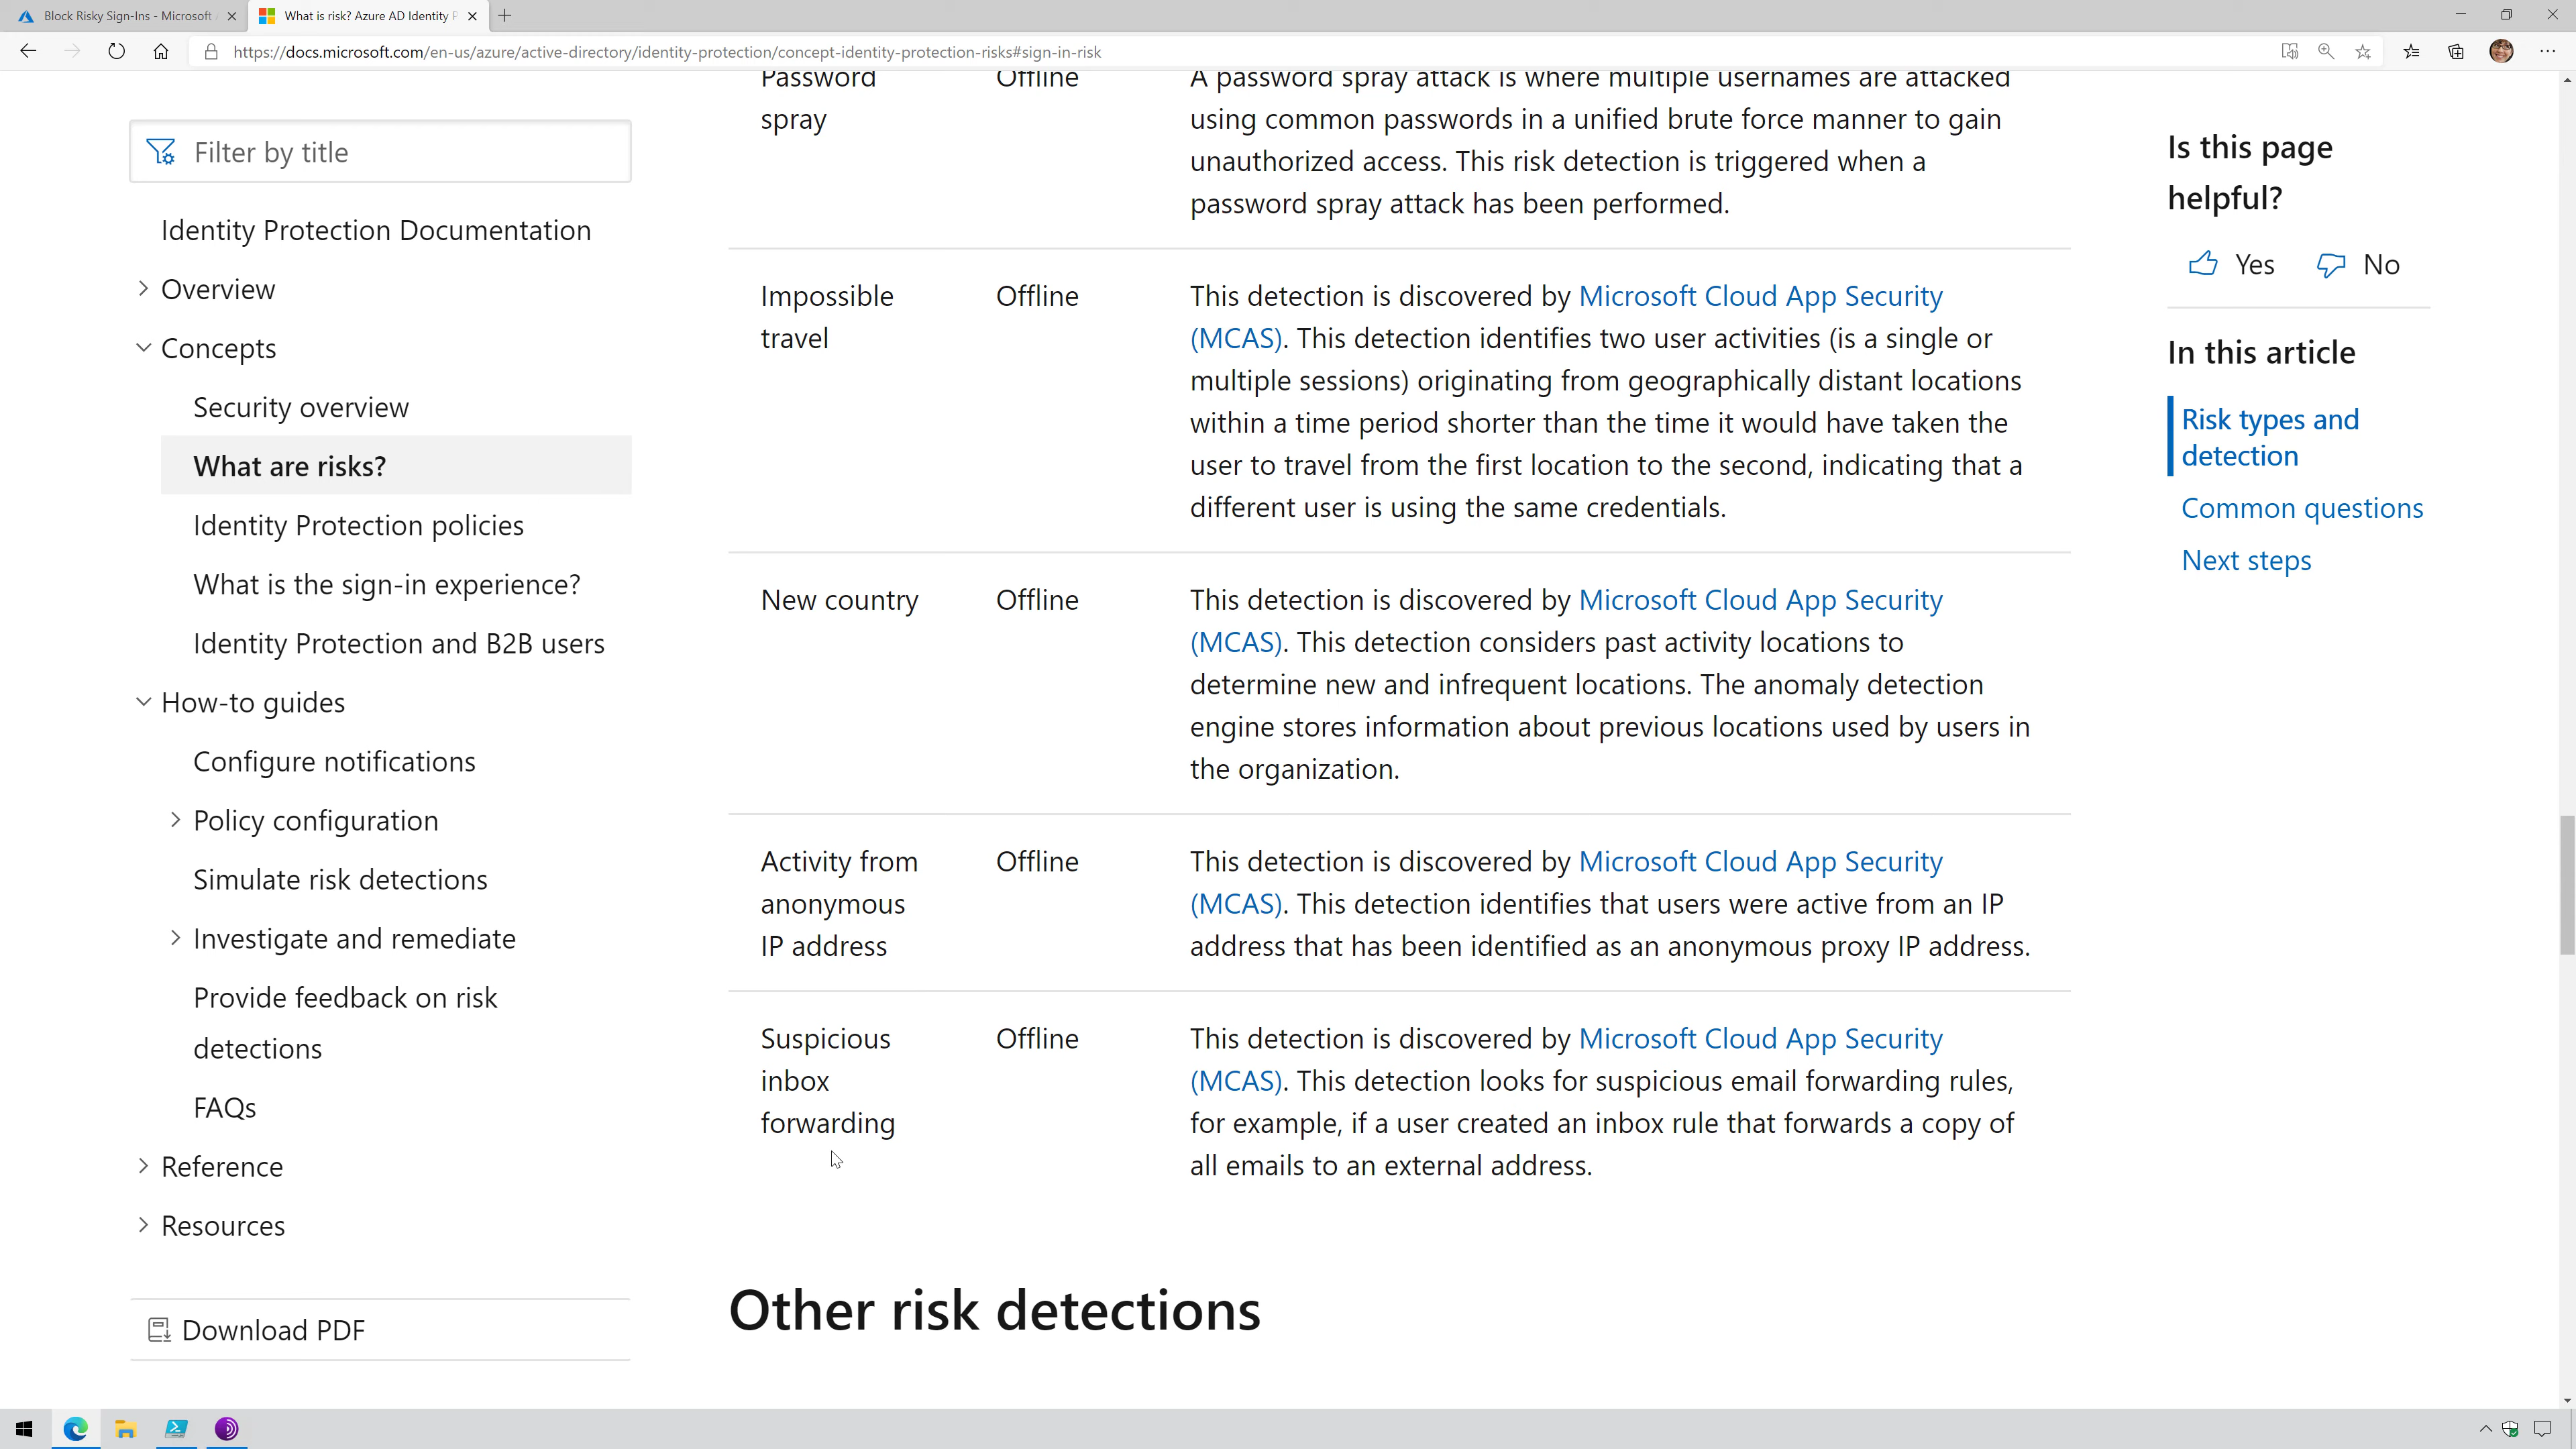 Block Risky Sign-Ins - Microsoft
What is risk? Azure AD Identity P
https://docs.microsoft.com/en-us/azure/active-directory/identity-protection/concept-identity-protection-risks#sign-in-risk
Filter by title
Identity Protection Documentation
Overview
Concepts
Security overview
What are risks?
Identity Protection policies
What is the sign-in experience?
Identity Protection and B2B users
How-to guides
Configure notifications
Policy configuration
Simulate risk detections
Investigate and remediate
Provide feedback on risk
detections
FAQs
Reference
Resources
Download PDF
Password
spray
Offline
A password spray attack is where multiple usernames are attacked
using common passwords in a unified brute force manner to gain
unauthorized access. This risk detection is triggered when a
password spray attack has been performed.
Impossible
travel
Offline
This detection is discovered by Microsoft Cloud App Security
(MCAS). This detection identifies two user activities (is a single or
multiple sessions) originating from geographically distant locations
within a time period shorter than the time it would have taken the
user to travel from the first location to the second, indicating that a
different user is using the same credentials.
New country
Offline
This detection is discovered by Microsoft Cloud App Security
(MCAS). This detection considers past activity locations to
determine new and infrequent locations. The anomaly detection
engine stores information about previous locations used by users in
the organization.
Activity from
anonymous
IP address
Offline
This detection is discovered by Microsoft Cloud App Security
(MCAS). This detection identifies that users were active from an IP
address that has been identified as an anonymous proxy IP address.
Suspicious
inbox
forwarding
Offline
This detection is discovered by Microsoft Cloud App Security
(MCAS). This detection looks for suspicious email forwarding rules,
for example, if a user created an inbox rule that forwards a copy of
all emails to an external address.
Other risk detections
Is this page
helpful?
Yes
No
In this article
Risk types and
detection
Common questions
Next steps